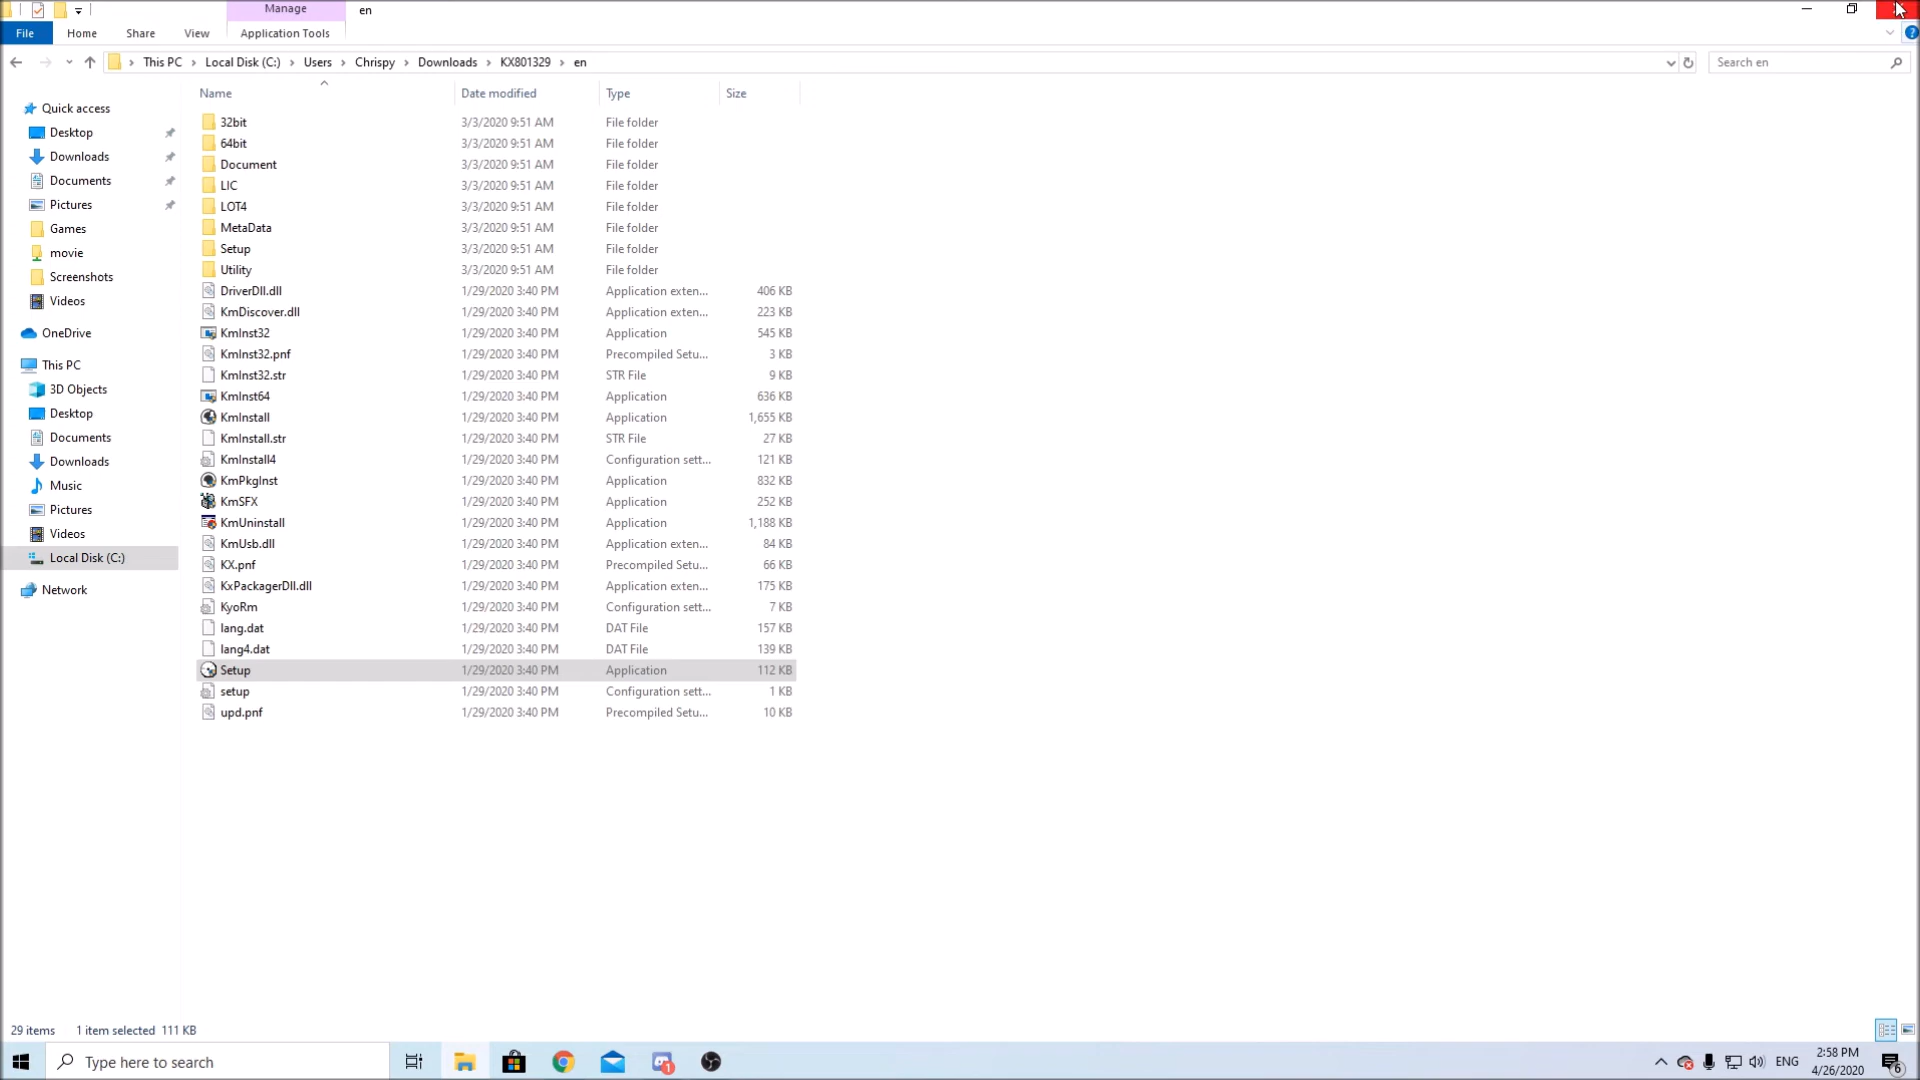 Manage
en
File
Home
Share
View
Application Tools
This PC
Local Disk (C:)
Users
Chrispy
Downloads
KX801329
en
Search en
Name
Date modified
Type
Size
Quick access
Desktop
Downloads
Documents
Pictures
Games
movie
Screenshots
Videos
OneDrive
This PC
3D Objects
Desktop
Documents
Downloads
Music
Pictures
Videos
Local Disk (C:)
Network
32bit 3/3/2020 9:51 AM File folder
64bit 3/3/2020 9:51 AM File folder
Document 3/3/2020 9:51 AM File folder
LIC 3/3/2020 9:51 AM File folder
LOT4 3/3/2020 9:51 AM File folder
MetaData 3/3/2020 9:51 AM File folder
Setup 3/3/2020 9:51 AM File folder
Utility 3/3/2020 9:51 AM File folder
DriverDll.dll 1/29/2020 3:40 PM Application exten... 406 KB
KmDiscover.dll 1/29/2020 3:40 PM Application exten... 223 KB
KmInst32 1/29/2020 3:40 PM Application 545 KB
KmInst32.pnf 1/29/2020 3:40 PM Precompiled Setu... 3 KB
KmInst32.str 1/29/2020 3:40 PM STR File 9 KB
KmInst64 1/29/2020 3:40 PM Application 636 KB
KmInstall 1/29/2020 3:40 PM Application 1,655 KB
KmInstall.str 1/29/2020 3:40 PM STR File 27 KB
KmInstall4 1/29/2020 3:40 PM Configuration sett... 121 KB
KmPkgInst 1/29/2020 3:40 PM Application 832 KB
KmSFX 1/29/2020 3:40 PM Application 252 KB
KmUninstall 1/29/2020 3:40 PM Application 1,188 KB
KmUsb.dll 1/29/2020 3:40 PM Application exten... 84 KB
KX.pnf 1/29/2020 3:40 PM Precompiled Setu... 66 KB
KxPackagerDll.dll 1/29/2020 3:40 PM Application exten... 175 KB
KyoRm 1/29/2020 3:40 PM Configuration sett... 7 KB
lang.dat 1/29/2020 3:40 PM DAT File 157 KB
lang4.dat 1/29/2020 3:40 PM DAT File 139 KB
Setup 1/29/2020 3:40 PM Application 112 KB
setup 1/29/2020 3:40 PM Configuration sett... 1 KB
upd.pnf 1/29/2020 3:40 PM Precompiled Setu... 10 KB
29 items 1 item selected 111 KB
Type here to search
1
ENG
2:58 PM
4/26/2020
6